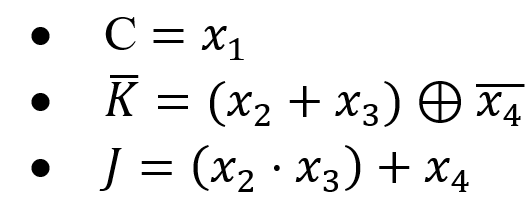 • C = x₁
• K̅ = (x₂ + x₃) ⊕ x̅₄̅
• J = (x₂ · x₃) + x₄